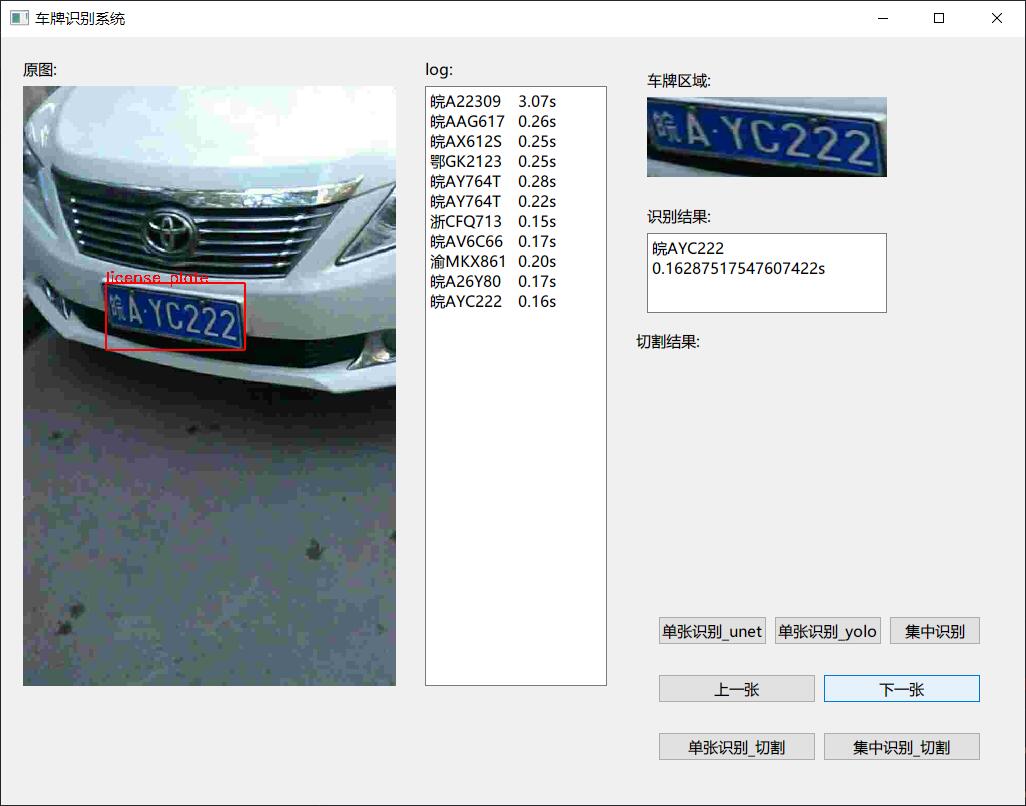 车牌识别系统
原图:
license_plate
皖A·YC222
log:
皖A22309 3.07s
皖AAG617 0.26s
皖AX612S 0.25s
鄂GK2123 0.25s
皖AY764T 0.28s
皖AY764T 0.22s
浙CFQ713 0.15s
皖AV6C66 0.17s
渝MKX861 0.20s
皖A26Y80 0.17s
皖AYC222 0.16s
车牌区域:
皖A·YC222
识别结果:
皖AYC222
0.16287517547607422s
切割结果:
单张识别_unet 单张识别_yolo 集中识别
上一张 下一张
单张识别_切割 集中识别_切割